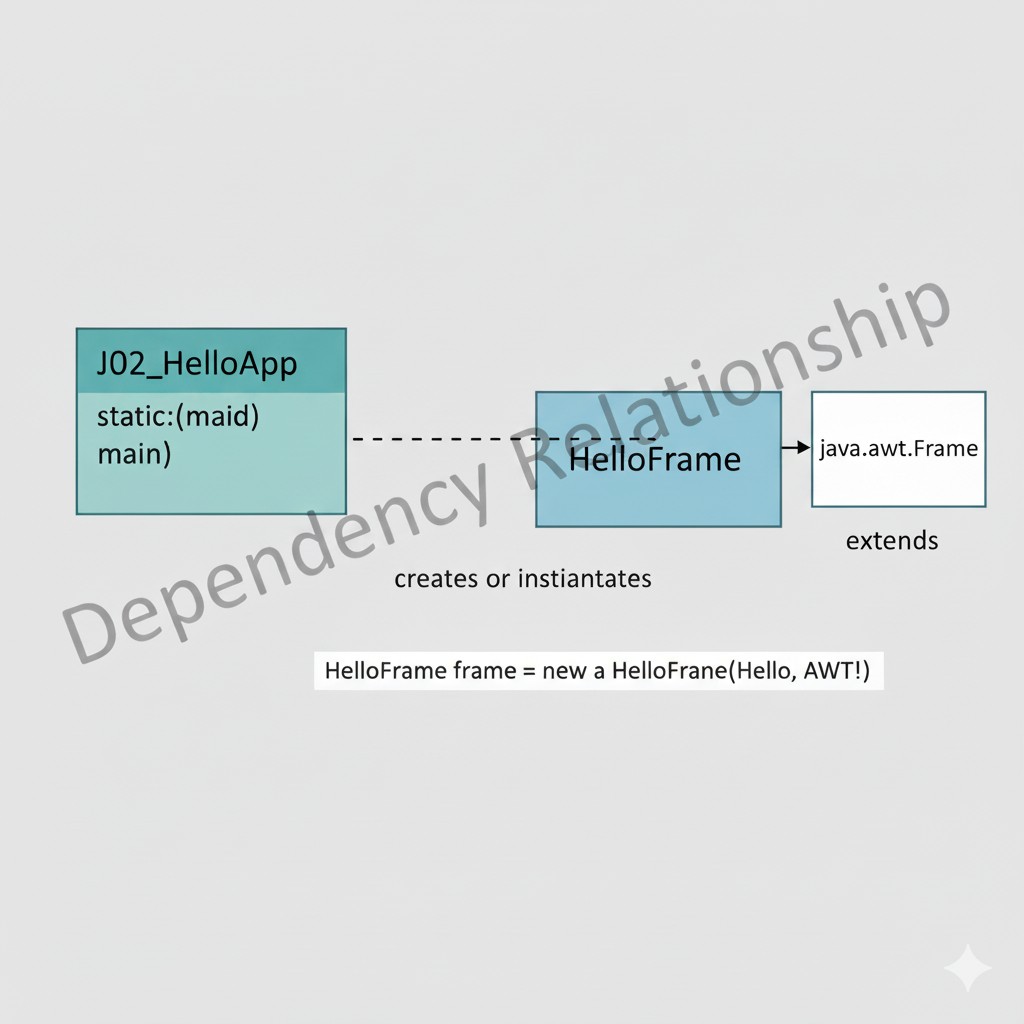 Dependency Relationship
J02_HelloApp
static:(maid)
main)
HelloFrame
java.awt.Frame
extends
creates or instiantates
HelloFrame frame = new a HelloFrane(Hello, AWT!)